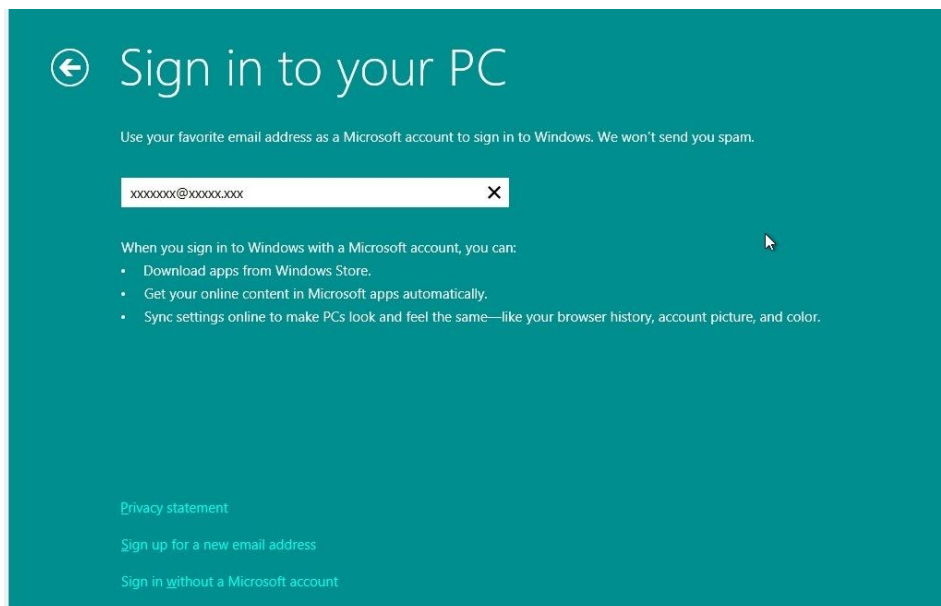 Sign in to your PC
Use your favorite email address as a Microsoft account to sign in to Windows. We won't send you spam.
xxxxxxx@xxxxx.xxx
When you sign in to Windows with a Microsoft account, you can:
• Download apps from Windows Store.
• Get your online content in Microsoft apps automatically.
• Sync settings online to make PCs look and feel the same—like your browser history, account picture, and color.
Privacy statement
Sign up for a new email address
Sign in without a Microsoft account